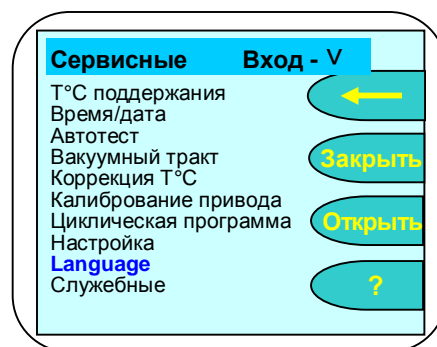 Сервисные Вход - V
T°C поддержания
Время/дата
Автотест
Вакуумный тракт
Закрыть
Коррекция T°C
Калибрование привода
Циклическая программа
Открыть
Настройка
Language
Служебные
?